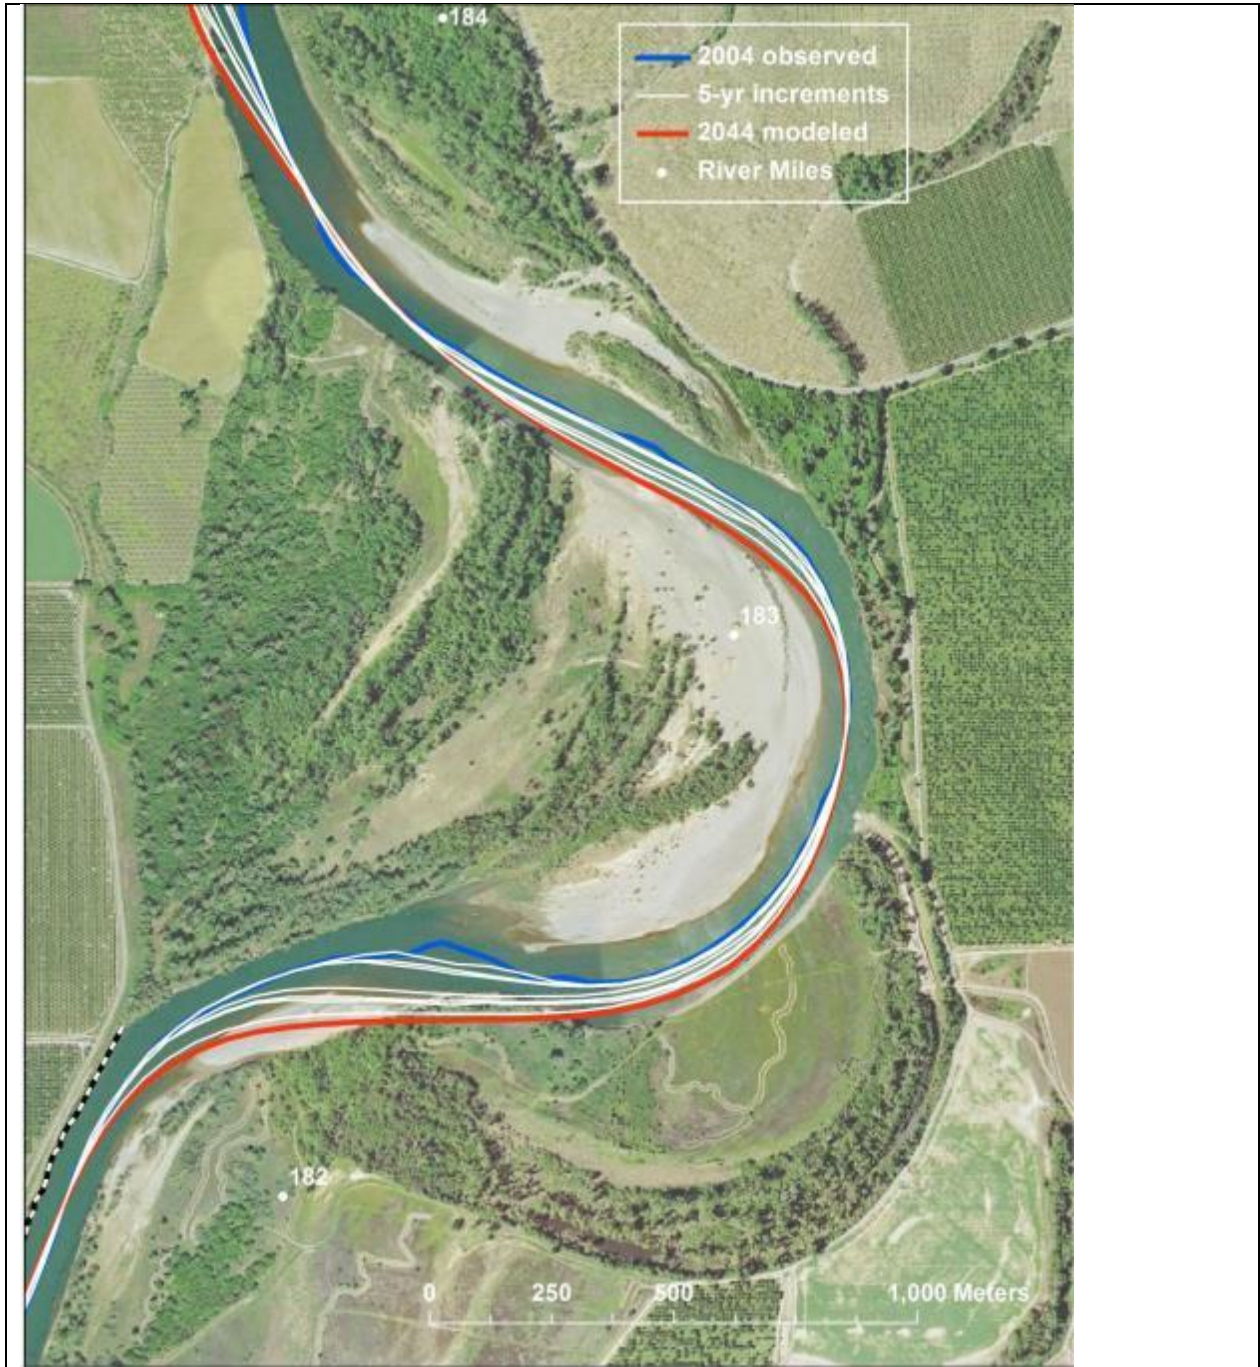 184
2004 observed
5-yr increments
2044 modeled
River Miles
183
182
0 250 500 1,000 Meters